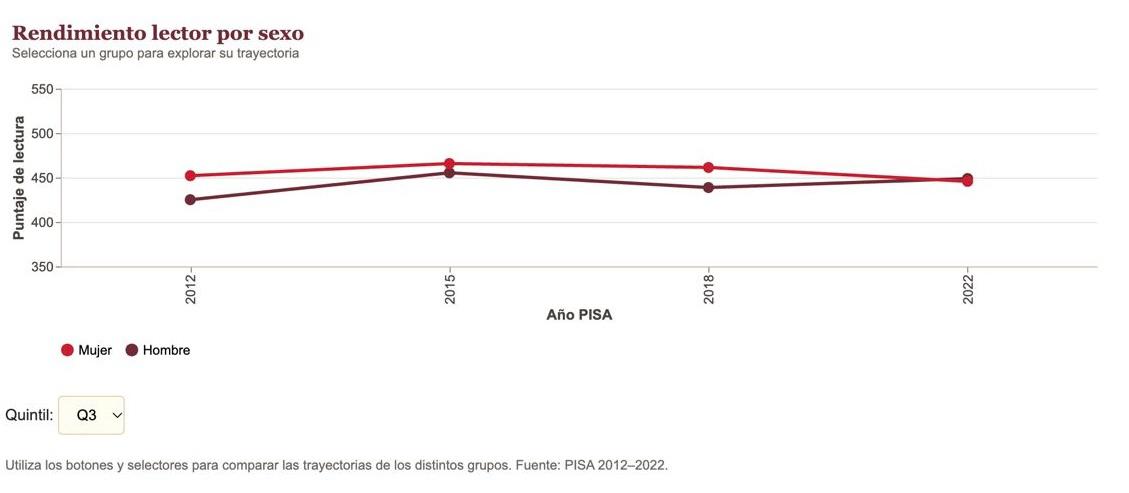 Rendimiento lector por sexo
Selecciona un grupo para explorar su trayectoria
Puntaje de lectura
550
500
450
400
350
2012
2015
2018
2022
Año PISA
Mujer
Hombre
Quintil: Q3
Utiliza los botones y selectores para comparar las trayectorias de los distintos grupos. Fuente: PISA 2012–2022.